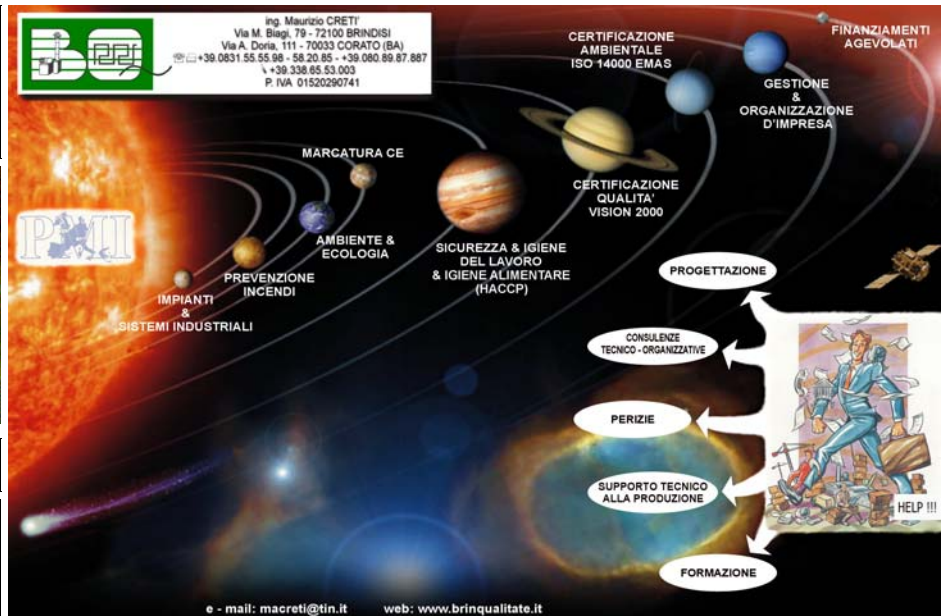 ing. Maurizio CRETI'
Via M. Biagi, 79 - 72100 BRINDISI
Via A. Doria, 111 - 70033 CORATO (BA)
+39.0831.55.55.98 - 58.20.85 - +39.080.89.87.887
+39.338.65.53.003
P. IVA 01520290741
FINANZIAMENTI
AGEVOLATI
CERTIFICAZIONE
AMBIENTALE
ISO 14000 EMAS
GESTIONE
&
ORGANIZZAZIONE
D'IMPRESA
MARCATURA CE
CERTIFICAZIONE
QUALITA'
VISION 2000
PMI
AMBIENTE &
ECOLOGIA
SICUREZZA & IGIENE
DEL LAVORO
& IGIENE ALIMENTARE
(HACCP)
PREVENZIONE
INCENDI
IMPIANTI
&
SISTEMI INDUSTRIALI
PROGETTAZIONE
CONSULENZE
TECNICO - ORGANIZZATIVE
PERIZIE
SUPPORTO TECNICO
ALLA PRODUZIONE
HELP !!!
FORMAZIONE
e - mail: macreti@tin.it web: www.brinqualitate.it